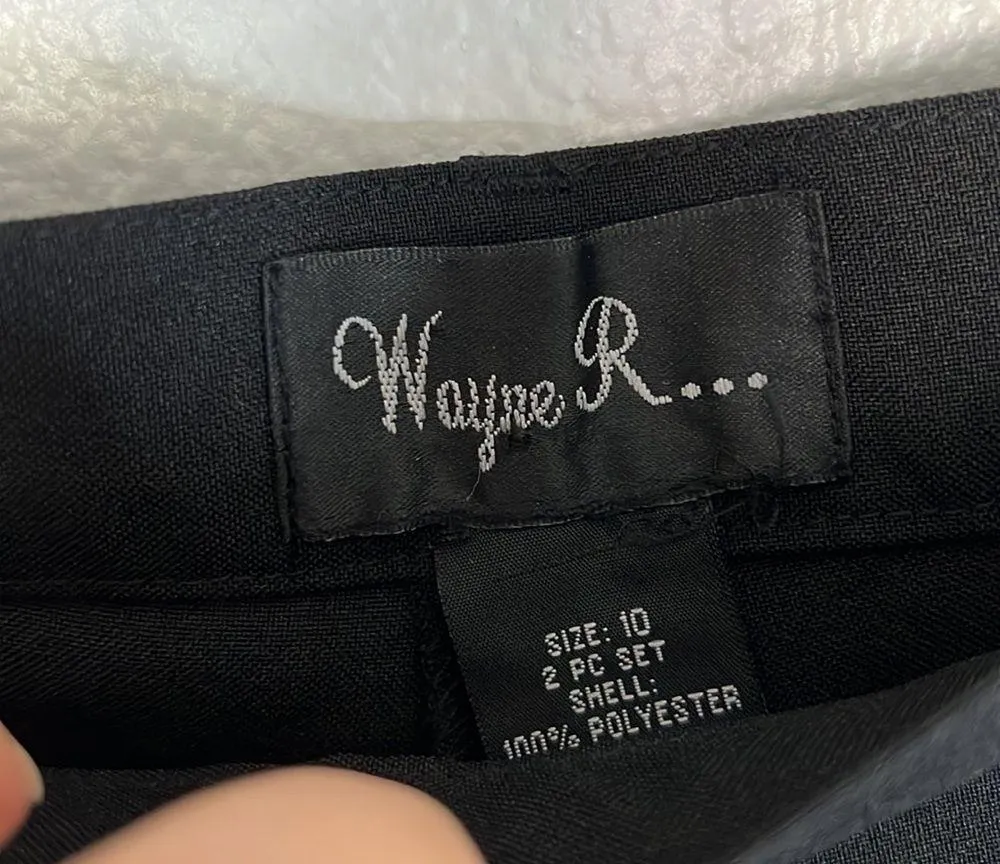 Wayne R...
SIZE: 10
2 PC SET
SHELL:
100% POLYESTER